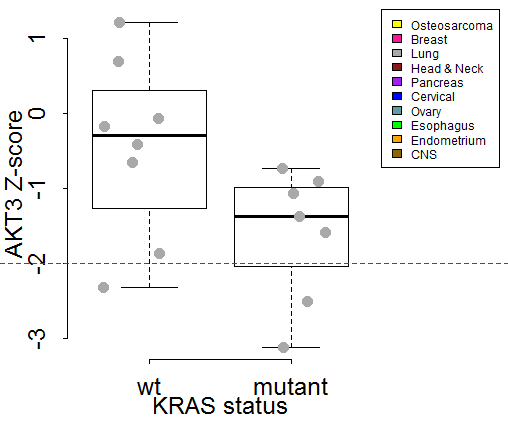 AKT3 Z-score
1
0
-1
-2
-3
wt mutant
KRAS status
Osteosarcoma
Breast
Lung
Head & Neck
Pancreas
Cervical
Ovary
Esophagus
Endometrium
CNS